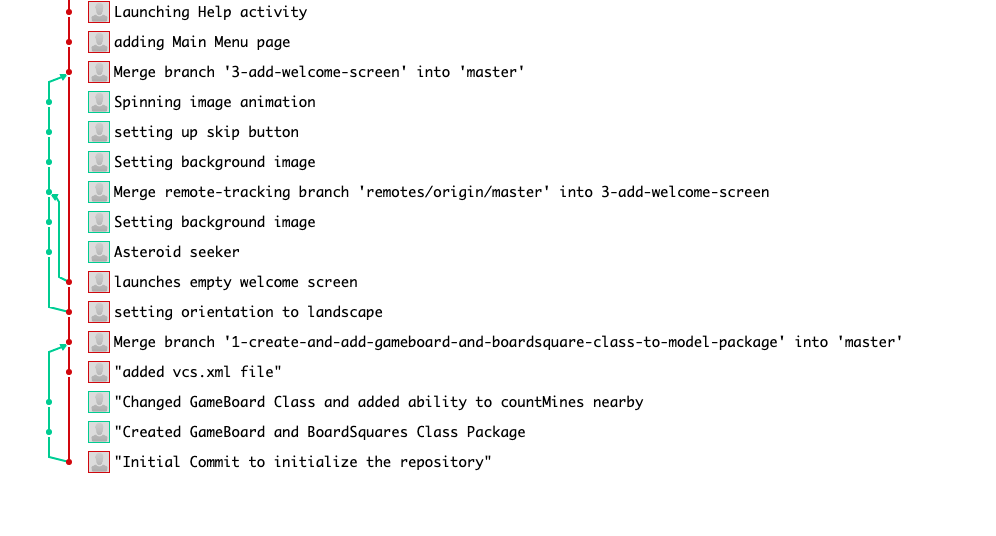 Launching Help activity
adding Main Menu page
Merge branch '3-add-welcome-screen' into 'master'
Spinning image animation
setting up skip button
Setting background image
Merge remote-tracking branch 'remotes/origin/master' into 3-add-welcome-screen
Setting background image
Asteroid seeker
launches empty welcome screen
setting orientation to landscape
Merge branch '1-create-and-add-gameboard-and-boardsquare-class-to-model-package' into 'master'
"added vcs.xml file"
"Changed GameBoard Class and added ability to countMines nearby
"Created GameBoard and BoardSquares Class Package
"Initial Commit to initialize the repository"